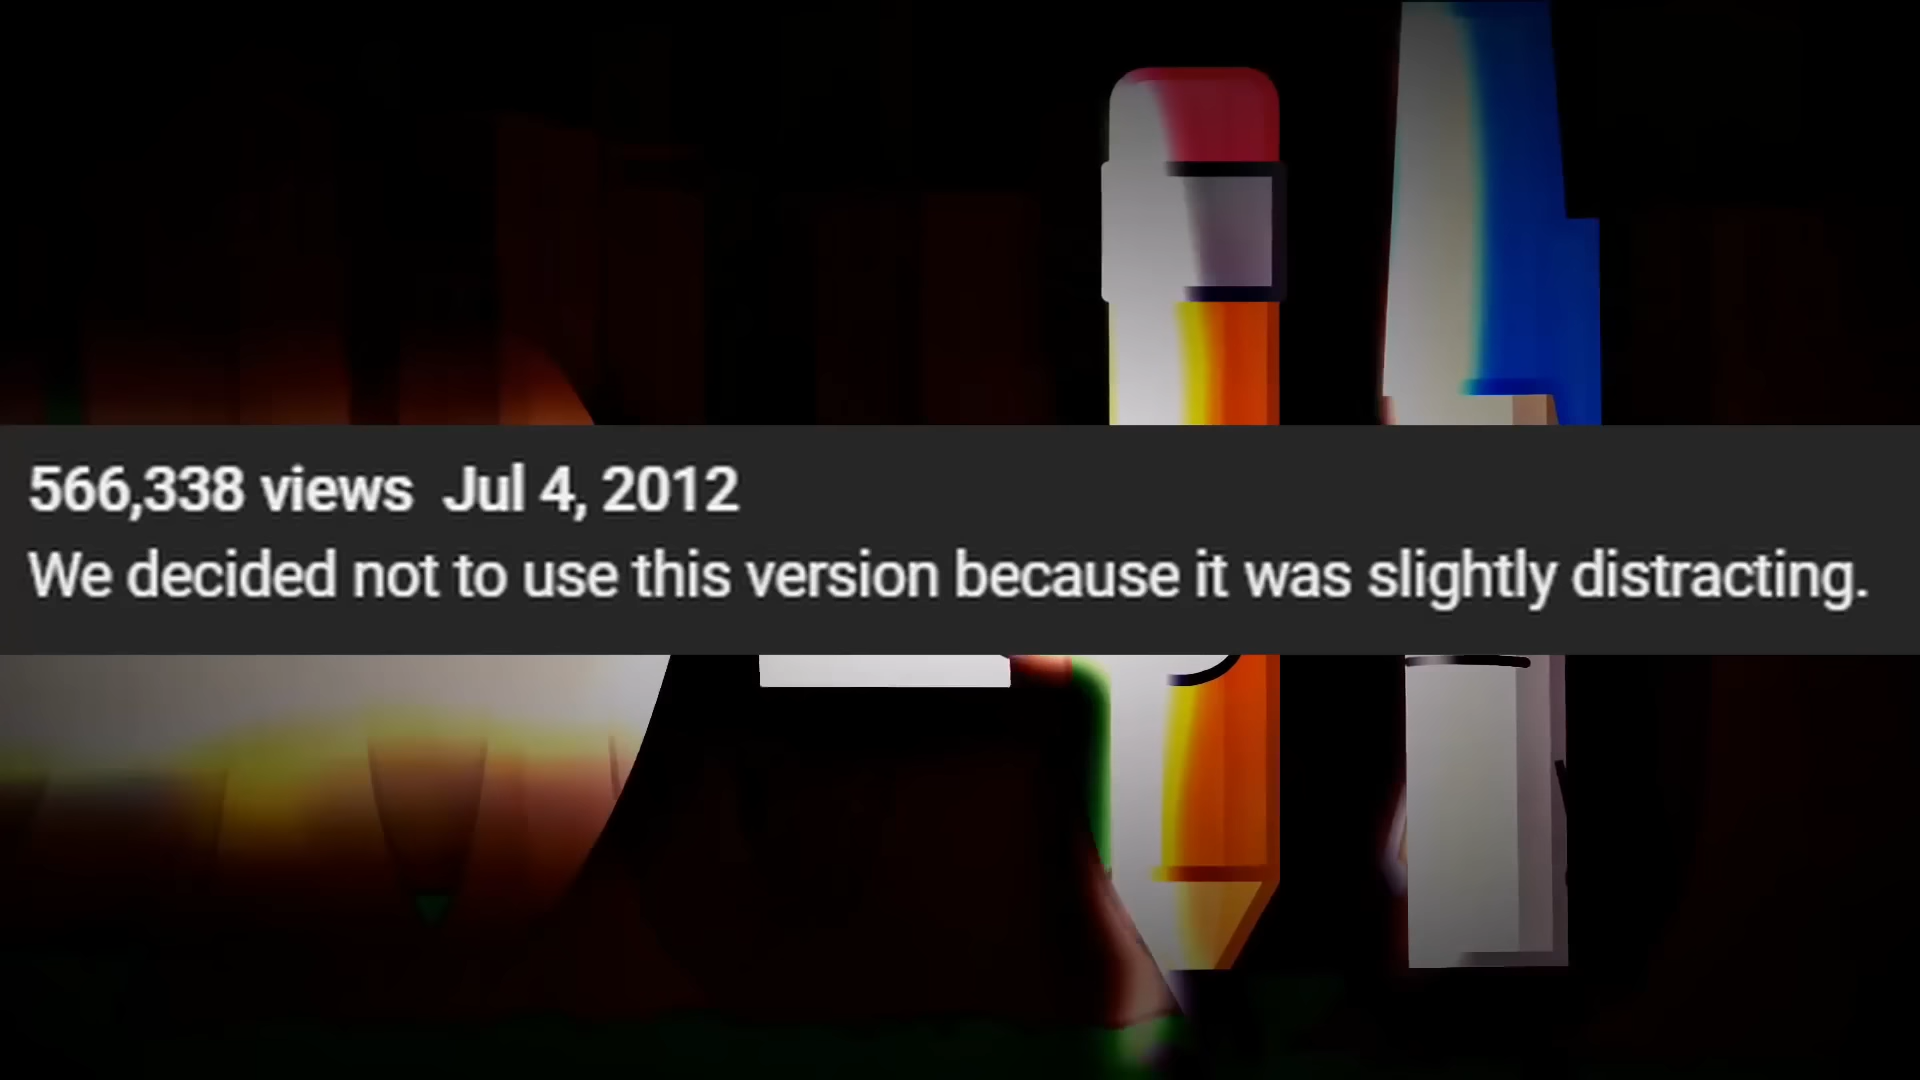 566,338 views Jul 4, 2012
We decided not to use this version because it was slightly distracting.